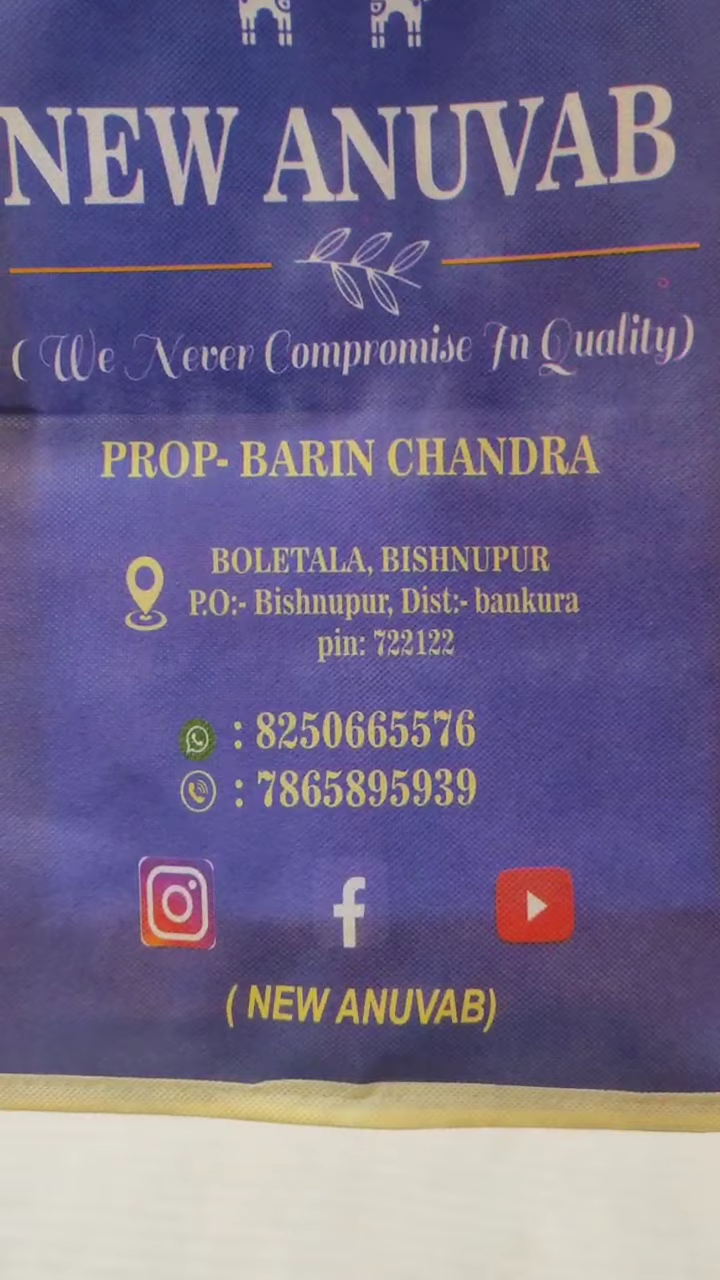 NEW ANUVAB
( We Never Compromise In Quality)
PROP- BARIN CHANDRA
BOLETALA, BISHNUPUR
P.O:- Bishnupur, Dist:- bankura
pin: 722122
: 8250665576
: 7865895939
( NEW ANUVAB)